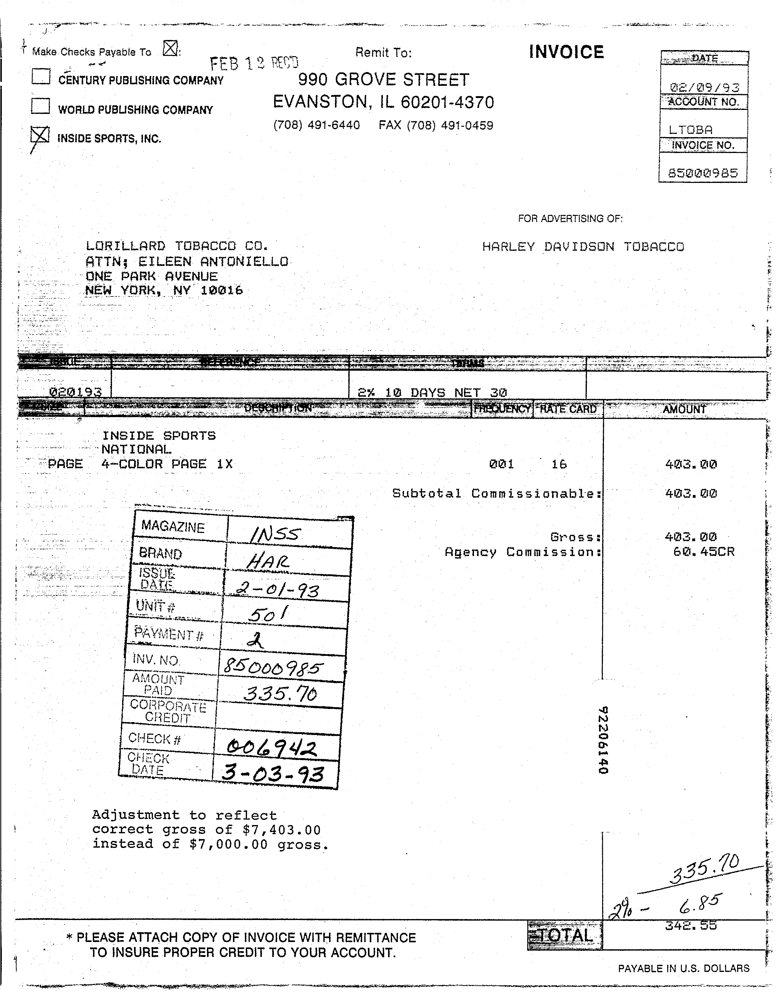 Make Checks Payable To ☒:
FEB 12 REC'D
Remit To:
INVOICE
CENTURY PUBLISHING COMPANY
WORLD PUBLISHING COMPANY
INSIDE SPORTS, INC.
990 GROVE STREET
EVANSTON, IL 60201-4370
(708) 491-6440 FAX (708) 491-0459
DATE
02/09/93
ACCOUNT NO.
LTOBA
INVOICE NO.
85000985
FOR ADVERTISING OF:
HARLEY DAVIDSON TOBACCO
LORILLARD TOBACCO CO.
ATTN; EILEEN ANTONIELLO
ONE PARK AVENUE
NEW YORK, NY 10016
ISSUE REFERENCE TERMS
020193 2% 10 DAYS NET 30
SIZE DESCRIPTION FREQUENCY RATE CARD AMOUNT
INSIDE SPORTS
NATIONAL
PAGE 4-COLOR PAGE 1X 001 16 403.00
Subtotal Commissionable: 403.00
Gross: 403.00
Agency Commission: 60.45CR
MAGAZINE INSS
BRAND HAR
ISSUE DATE 2-01-93
UNIT # 501
PAYMENT # 2
INV. NO. 85000985
AMOUNT PAID 335.70
CORPORATE CREDIT
CHECK # 006942
CHECK DATE 3-03-93
92206140
Adjustment to reflect
correct gross of $7,403.00
instead of $7,000.00 gross.
335.70
2% - 6.85
TOTAL 342.55
* PLEASE ATTACH COPY OF INVOICE WITH REMITTANCE
TO INSURE PROPER CREDIT TO YOUR ACCOUNT.
PAYABLE IN U.S. DOLLARS